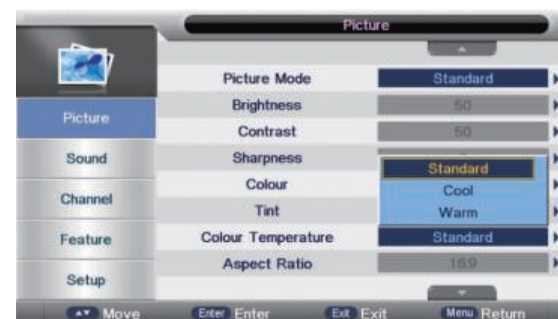 Picture
Picture Mode Standard
Picture
Brightness 50
Contrast 50
Sound
Sharpness
Standard
Colour
Cool
Channel
Tint
Warm
Feature
Colour Temperature Standard
Aspect Ratio 16:9
Setup
Move Enter Enter Exit Exit Menu Return